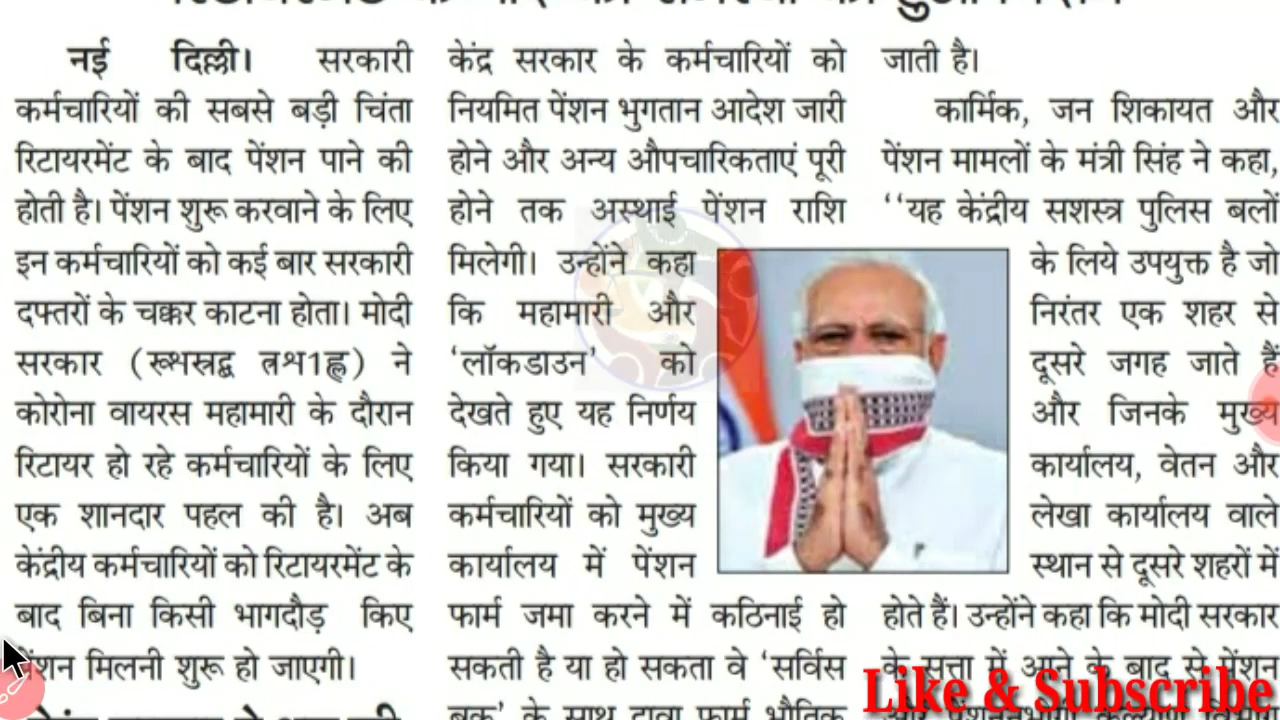 नई दिल्ली। सरकारी
कर्मचारियों की सबसे बड़ी चिंता
रिटायरमेंट के बाद पेंशन पाने की
होती है। पेंशन शुरू करवाने के लिए
इन कर्मचारियों को कई बार सरकारी
दफ्तरों के चक्कर काटना होता। मोदी
सरकार ने
कोरोना वायरस महामारी के दौरान
रिटायर हो रहे कर्मचारियों के लिए
एक शानदार पहल की है। अब
केंद्रीय कर्मचारियों को रिटायरमेंट के
बाद बिना किसी भागदौड़ किए
पेंशन मिलनी शुरू हो जाएगी।
केंद्र सरकार के कर्मचारियों को
नियमित पेंशन भुगतान आदेश जारी
होने और अन्य औपचारिकताएं पूरी
होने तक अस्थाई पेंशन राशि
मिलेगी। उन्होंने कहा
कि महामारी और
‘लॉकडाउन’ को
देखते हुए यह निर्णय
किया गया। सरकारी
कर्मचारियों को मुख्य
कार्यालय में पेंशन
फार्म जमा करने में कठिनाई हो
सकती है या हो सकता वे ‘सर्विस
बुक’ के साथ दावा फार्म भौतिक
जाती है।
कार्मिक, जन शिकायत और
पेंशन मामलों के मंत्री सिंह ने कहा,
‘‘यह केंद्रीय सशस्त्र पुलिस बलों
के लिये उपयुक्त है जो
निरंतर एक शहर से
दूसरे जगह जाते हैं
और जिनके मुख्य
कार्यालय, वेतन और
लेखा कार्यालय वाले
स्थान से दूसरे शहरों में
होते हैं। उन्होंने कहा कि मोदी सरकार
के सत्ता में आने के बाद से पेंशन
Like & Subscribe